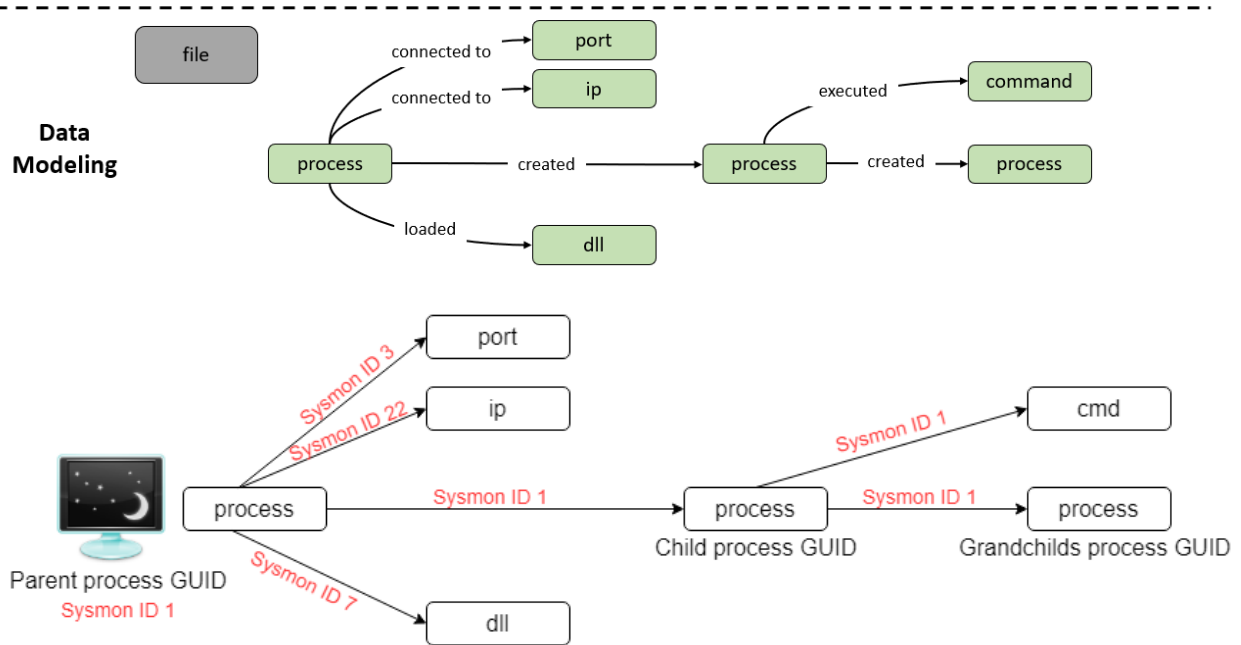 file
port
connected to
connected to
ip
executed
command
Data
Modeling
process
created
process
created
process
loaded
dll
port
Sysmon ID 3
ip
Sysmon ID 22
cmd
Sysmon ID 1
process
Sysmon ID 1
process
Sysmon ID 1
process
Child process GUID
Grandchilds process GUID
Parent process GUID
Sysmon ID 1
Sysmon ID 7
dll